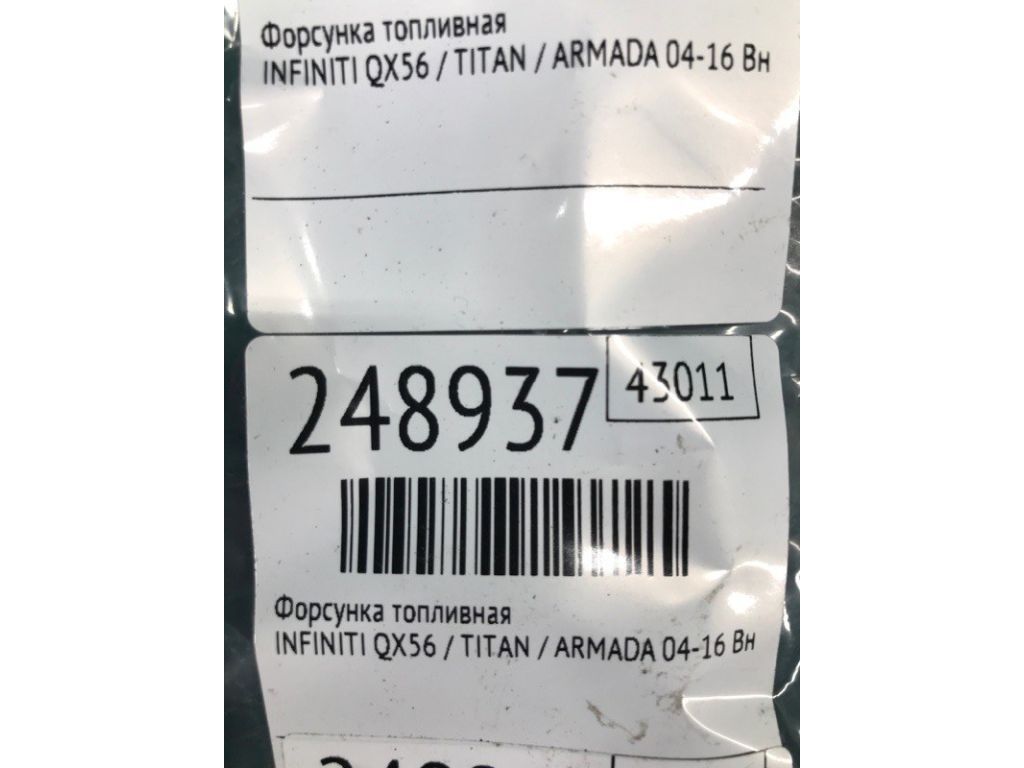 Форсунка топливная
INFINITI QX56 / TITAN / ARMADA 04-16 Вн
248937
43011
Форсунка топливная
INFINITI QX56 / TITAN / ARMADA 04-16 Вн